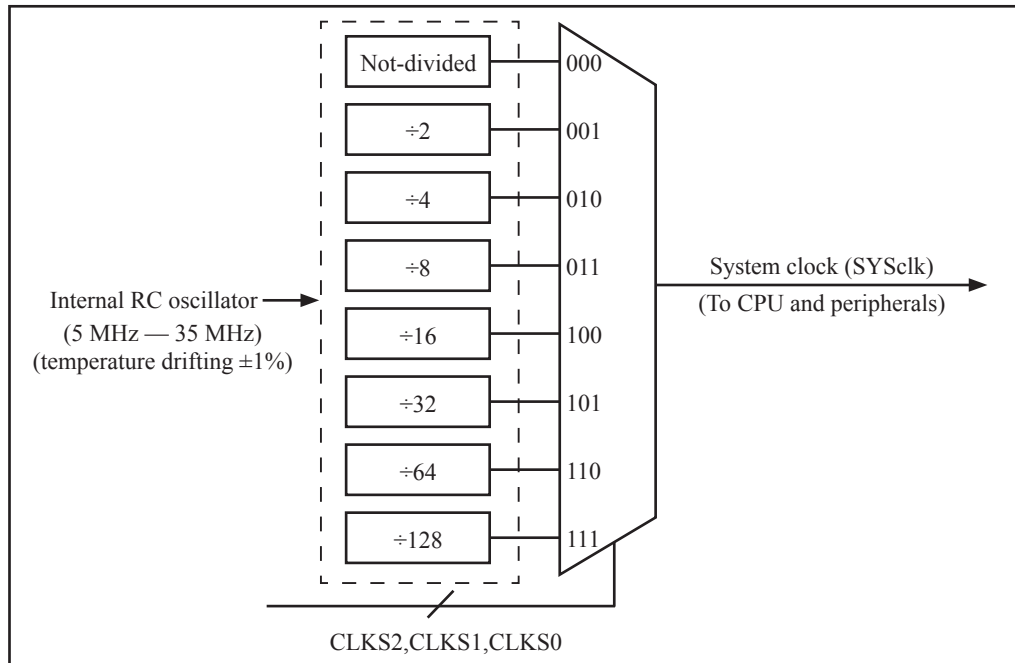 Not-divided
000
÷2
001
÷4
010
÷8
011
÷16
100
÷32
101
÷64
110
÷128
111
Internal RC oscillator
(5 MHz — 35 MHz)
(temperature drifting ±1%)
System clock (SYSclk)
(To CPU and peripherals)
CLKS2,CLKS1,CLKS0